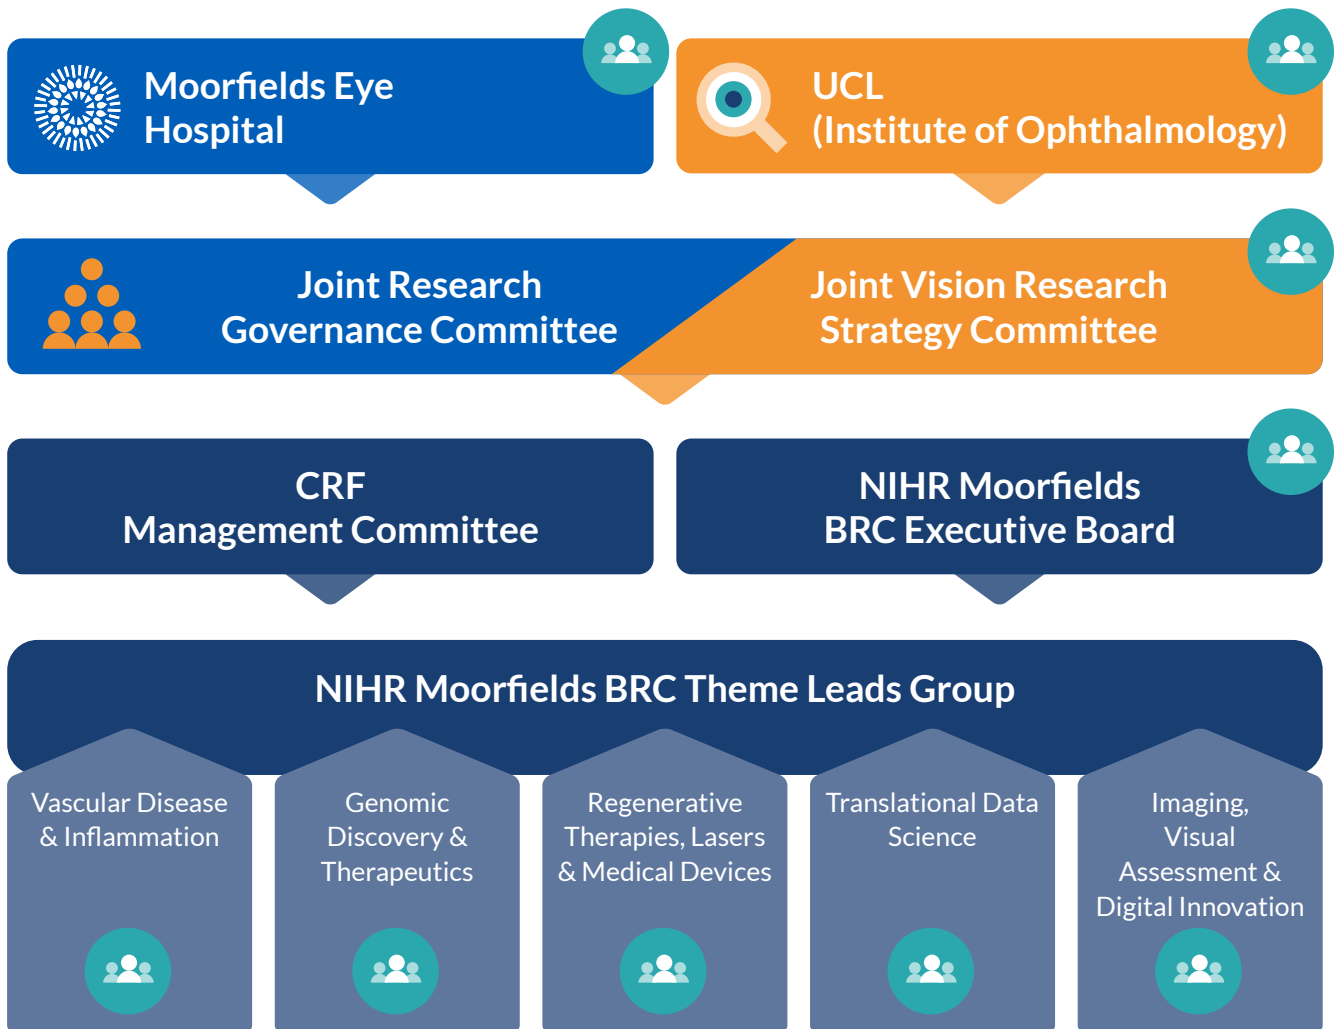 Moorfields Eye
Hospital
UCL
(Institute of Ophthalmology)
Joint Research
Governance Committee
Joint Vision Research
Strategy Committee
CRF
Management Committee
NIHR Moorfields
BRC Executive Board
NIHR Moorfields BRC Theme Leads Group
Vascular Disease
& Inflammation
Genomic
Discovery &
Therapeutics
Regenerative
Therapies, Lasers
& Medical Devices
Translational Data
Science
Imaging,
Visual
Assessment &
Digital Innovation